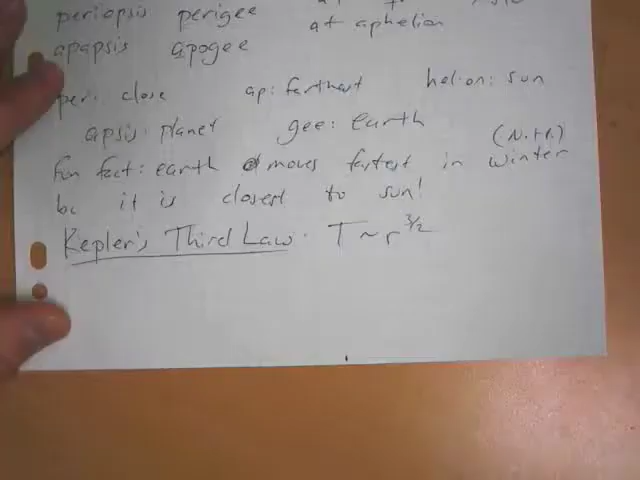 periopsis perigee at aphelion
apapsis apogee
peri: close ap: farthest helion: sun
apsis: planet gee: earth
(N. H.)
Fun fact: earth moves fastest in winter
bc it is closest to sun!
Kepler's Third Law: T ~ r^3/2